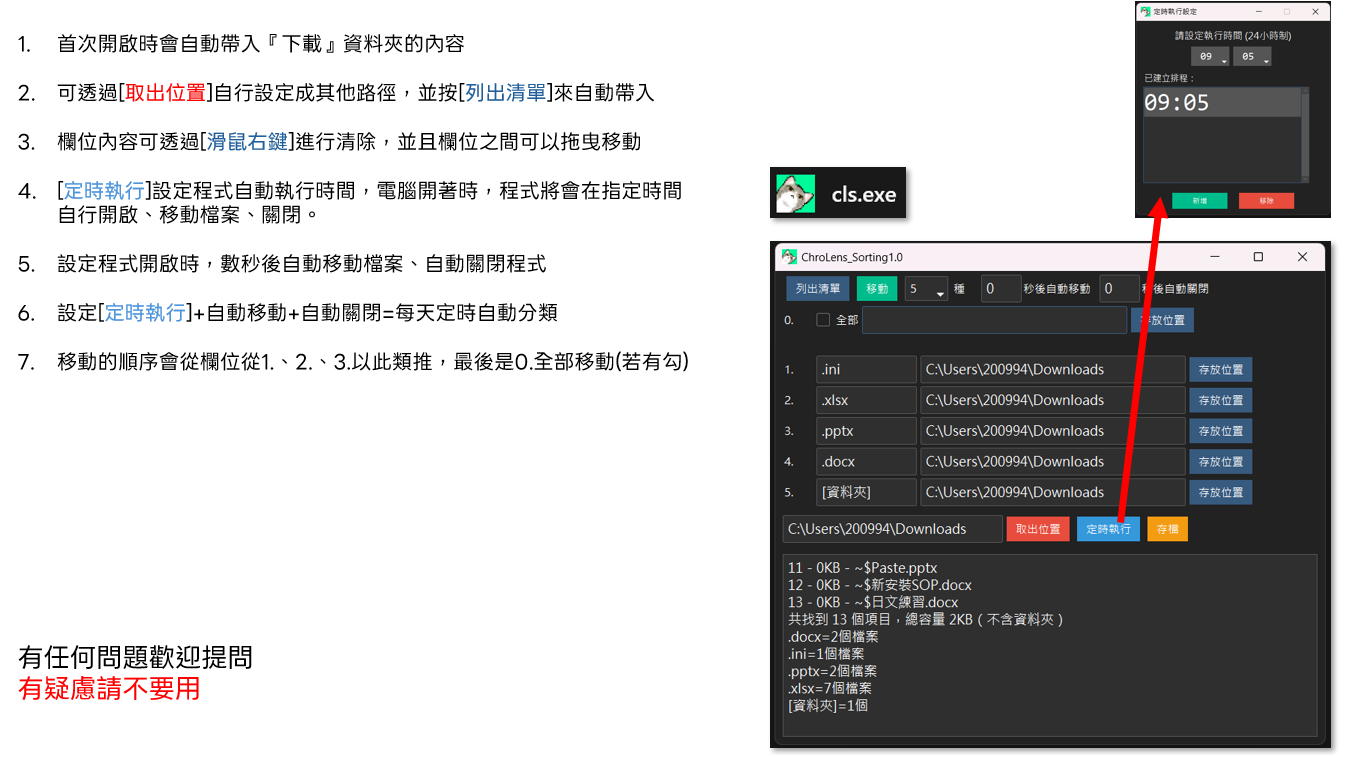 1. 首次開啟時會自動帶入『下載』資料夾的內容
2. 可透過[取出位置]自行設定成其他路徑，並按[列出清單]來自動帶入
3. 欄位內容可透過[滑鼠右鍵]進行清除，並且欄位之間可以拖曳移動
4. [定時執行]設定程式自動執行時間，電腦開著時，程式將會在指定時間
自行開啟、移動檔案、關閉。
5. 設定程式開啟時，數秒後自動移動檔案、自動關閉程式
6. 設定[定時執行]+自動移動+自動關閉=每天定時自動分類
7. 移動的順序會從欄位從1.、2.、3.以此類推，最後是0.全部移動(若有勾)
有任何問題歡迎提問
有疑慮請不要用
定時執行設定
請設定執行時間 (24小時制)
09 05
已建立排程：
09:05
新增 移除
cls.exe
ChroLens_Sorting1.0
列出清單 移動 5 種 0 秒後自動移動 0 秒後自動關閉
0. 全部 存放位置
1. .ini C:\Users\200994\Downloads 存放位置
2. .xlsx C:\Users\200994\Downloads 存放位置
3. .pptx C:\Users\200994\Downloads 存放位置
4. .docx C:\Users\200994\Downloads 存放位置
5. [資料夾] C:\Users\200994\Downloads 存放位置
C:\Users\200994\Downloads 取出位置 定時執行 存檔
11 - 0KB - ~$Paste.pptx
12 - 0KB - ~$新安裝SOP.docx
13 - 0KB - ~$日文練習.docx
共找到 13 個項目，總容量 2KB（不含資料夾）
.docx=2個檔案
.ini=1個檔案
.pptx=2個檔案
.xlsx=7個檔案
[資料夾]=1個